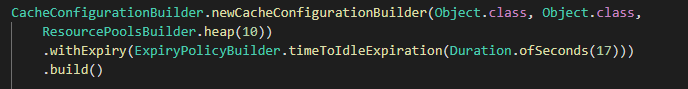 CacheConfigurationBuilder.newCacheConfigurationBuilder(Object.class, Object.class,
ResourcePoolsBuilder.heap(10))
.withExpiry(ExpiryPolicyBuilder.timeToIdleExpiration(Duration.ofSeconds(17)))
.build()